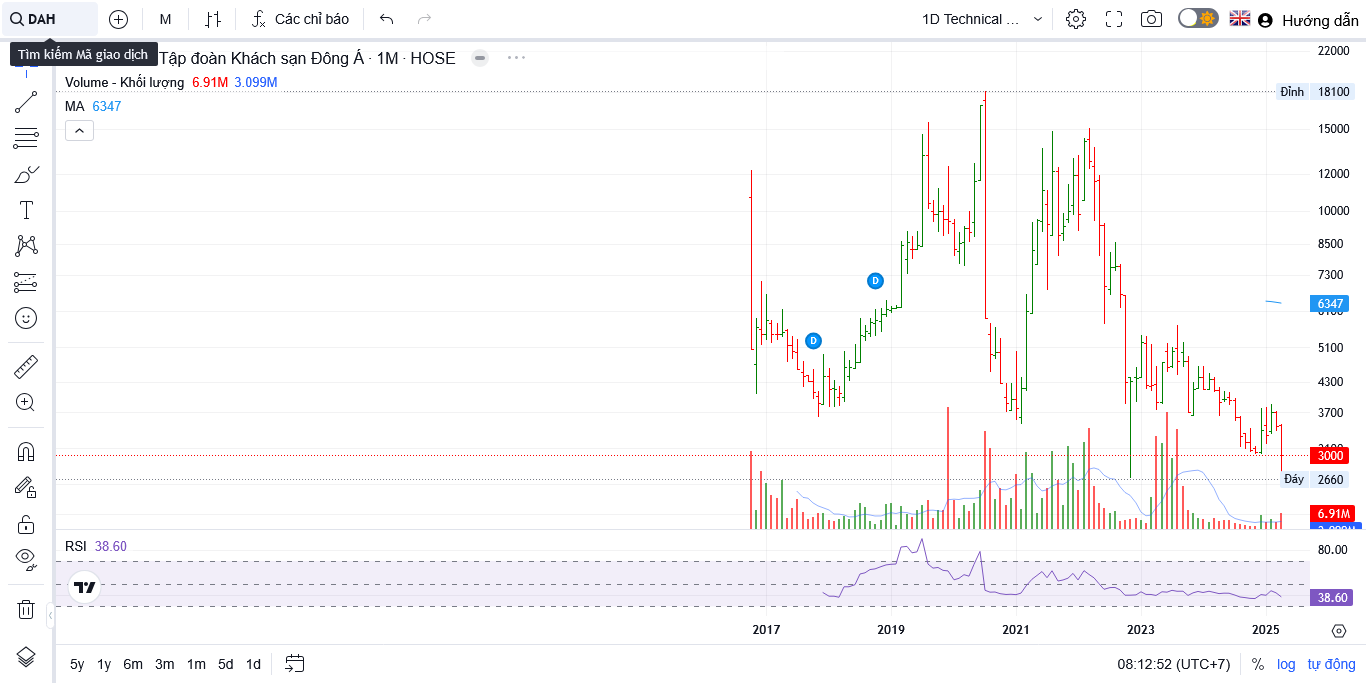 DAH M Các chỉ báo 1D Technical ... Hướng dẫn
Tìm kiếm Mã giao dịch
Tập đoàn Khách sạn Đông Á · 1M · HOSE
Volume - Khối lượng 6.91M 3.099M
MA 6347
22000
Đỉnh 18100
15000
12000
10000
8500
7300
6347
5100
4300
3700
3000
Đáy 2660
6.91M
D
D
RSI 38.60
80.00
38.60
2017 2019 2021 2023 2025
5y 1y 6m 3m 1m 5d 1d 08:12:52 (UTC+7) % log tự động